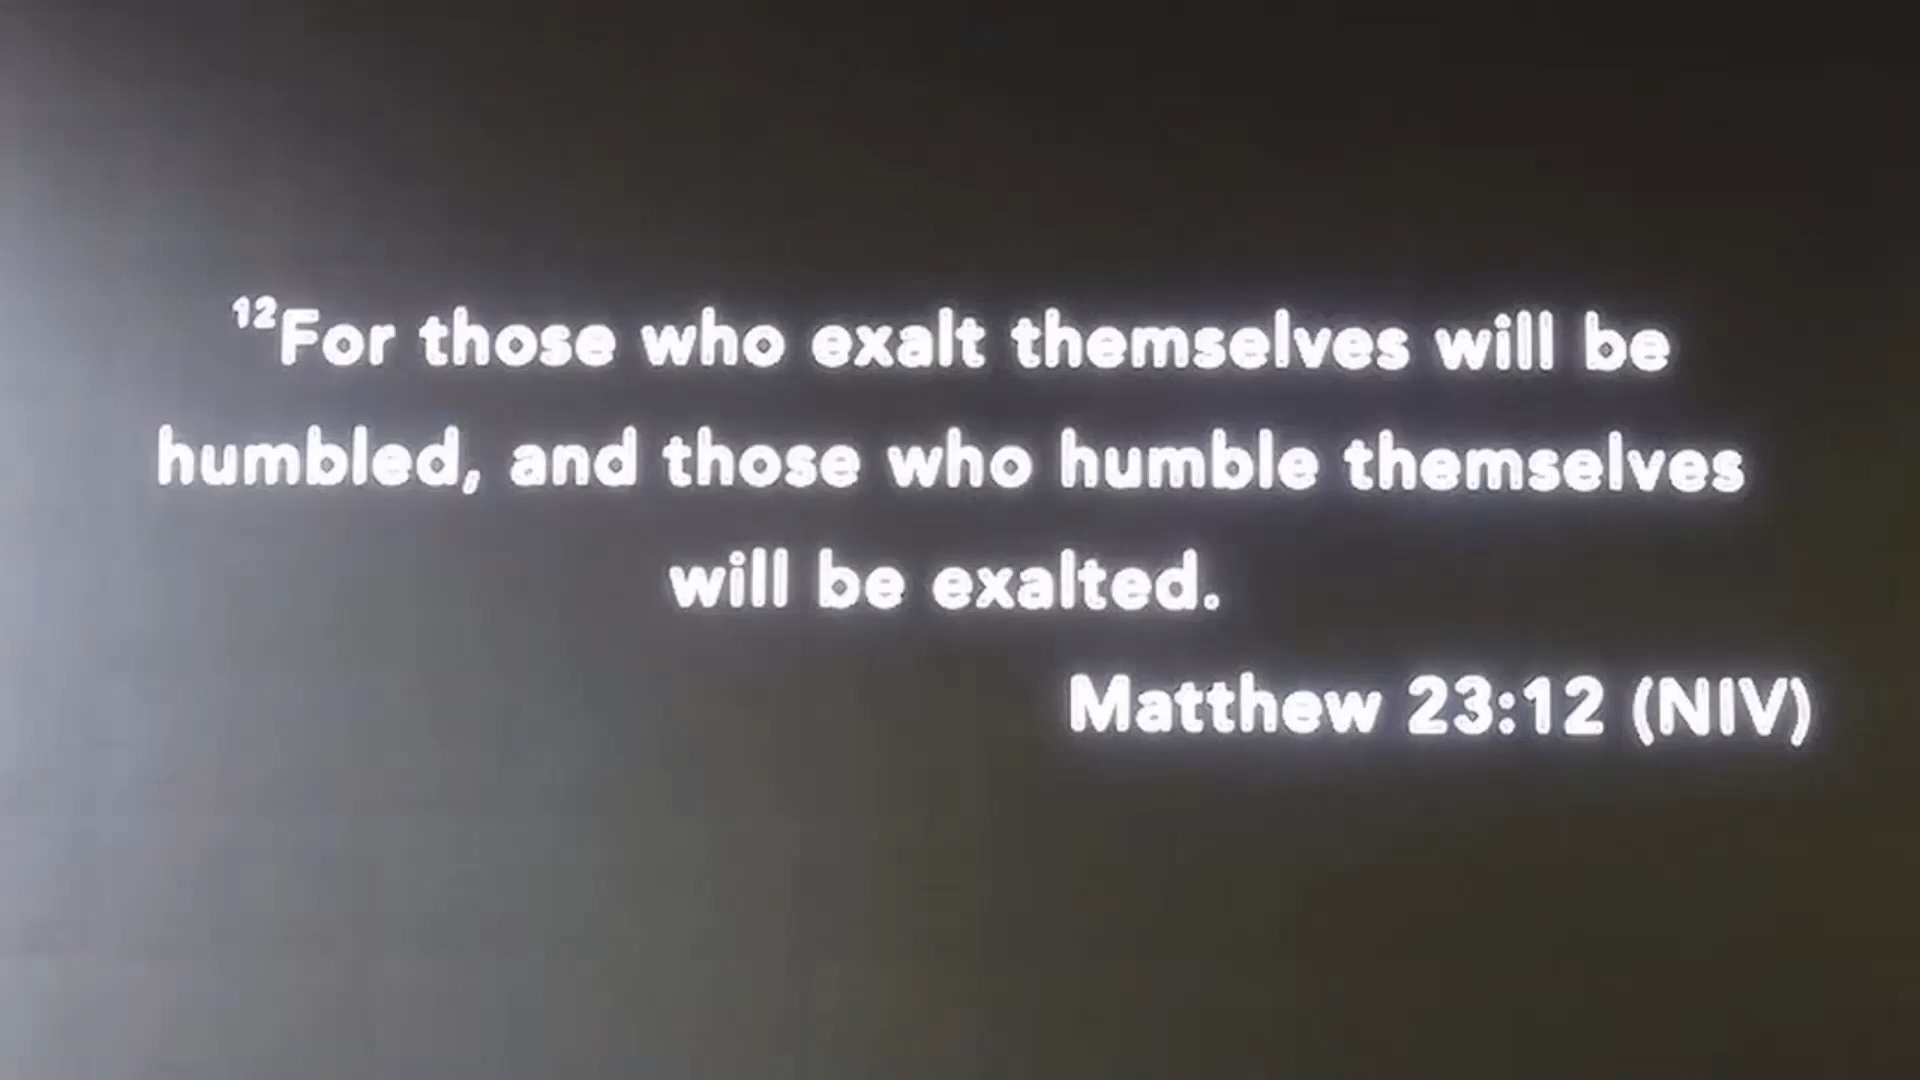 ¹²For those who exalt themselves will be
humbled, and those who humble themselves
will be exalted.
Matthew 23:12 (NIV)